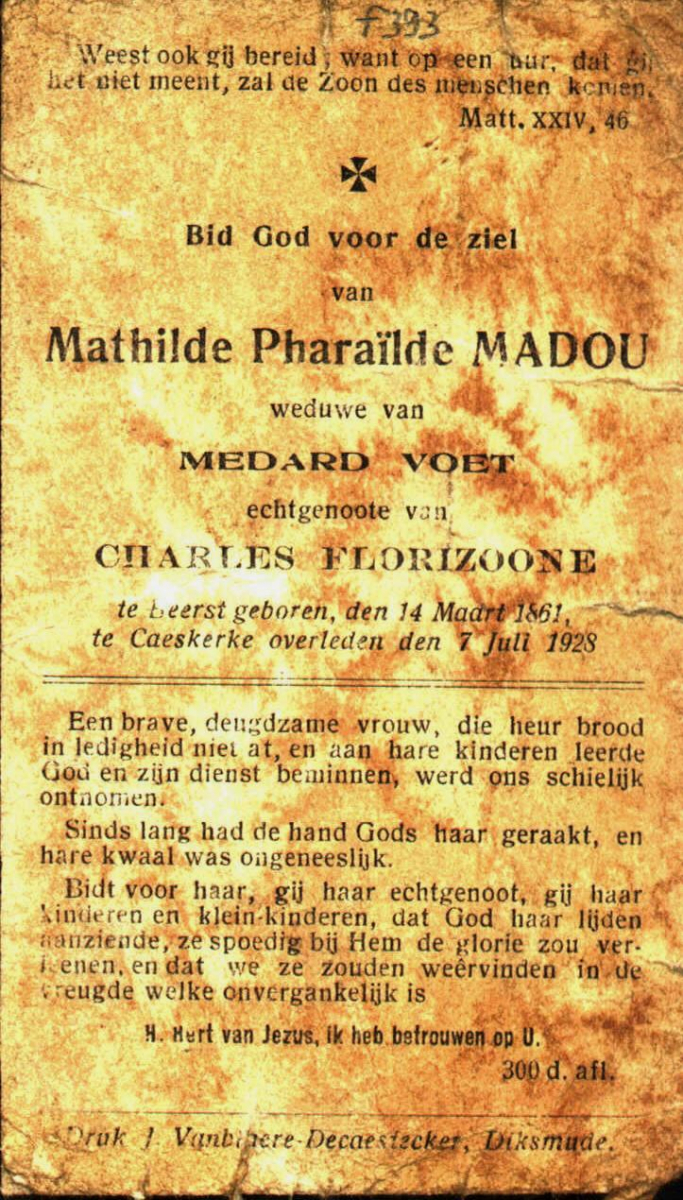 f393
Weest ook gij bereid; want op een uur, dat gij
het niet meent, zal de Zoon des menschen komen.
Matt. XXIV, 46
Bid God voor de ziel
van
Mathilde Pharaïlde MADOU
weduwe van
MEDARD VOET
echtgenoote van
CHARLES FLORIZOONE
te Leerst geboren, den 14 Maart 1861,
te Caeskerke overleden den 7 Juli 1928
Een brave, deugdzame vrouw, die heur brood
in ledigheid niet at, en aan hare kinderen leerde
God en zijn dienst beminnen, werd ons schielijk
ontnomen.
Sinds lang had de hand Gods haar geraakt, en
hare kwaal was ongeneeslijk.
Bidt voor haar, gij haar echtgenoot, gij haar
kinderen en klein-kinderen, dat God haar lijden
aanziende, ze spoedig bij Hem de glorie zou ver-
leenen, en dat we ze zouden weêrvinden in de
vreugde welke onvergankelijk is
H. Hert van Jezus, ik heb betrouwen op U.
300 d. afl.
Druk J. -Decaestecker, Diksmude.